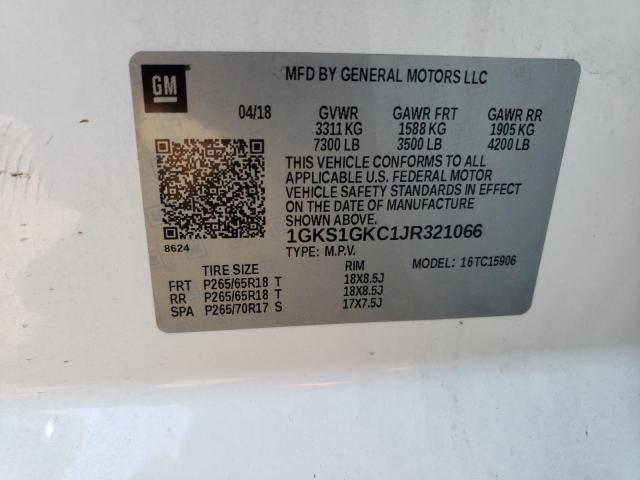 GM
MFD BY GENERAL MOTORS LLC
04/18 GVWR GAWR FRT GAWR RR
3311 KG 1588 KG 1905 KG
7300 LB 3500 LB 4200 LB
THIS VEHICLE CONFORMS TO ALL
APPLICABLE U.S. FEDERAL MOTOR
VEHICLE SAFETY STANDARDS IN EFFECT
ON THE DATE OF MANUFACTURE
SHOWN ABOVE.
8624
1GKS1GKC1JR321066
TYPE: M.P.V. MODEL: 16TC15906
TIRE SIZE RIM
FRT P265/65R18 T 18X8.5J
RR P265/65R18 T 18X8.5J
SPA P265/70R17 S 17X7.5J